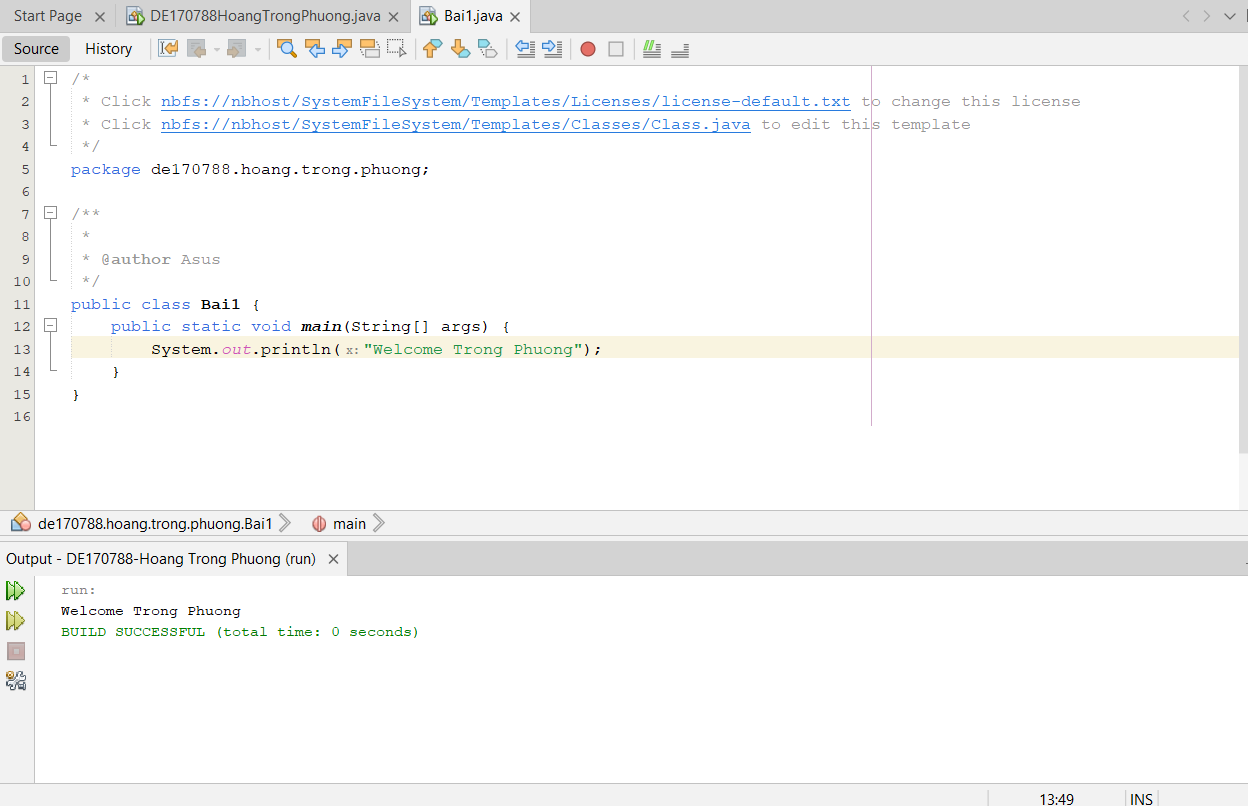 Start Page DE170788HoangTrongPhuong.java Bai1.java
Source History
1 /*
2  * Click nbfs://nbhost/SystemFileSystem/Templates/Licenses/license-default.txt to change this license
3  * Click nbfs://nbhost/SystemFileSystem/Templates/Classes/Class.java to edit this template
4  */
5 package de170788.hoang.trong.phuong;
6
7 /**
8  *
9  * @author Asus
10  */
11 public class Bai1 {
12     public static void main(String[] args) {
13         System.out.println( x: "Welcome Trong Phuong");
14     }
15 }
16
de170788.hoang.trong.phuong.Bai1 main
Output - DE170788-Hoang Trong Phuong (run)
run:
Welcome Trong Phuong
BUILD SUCCESSFUL (total time: 0 seconds)
13:49 INS